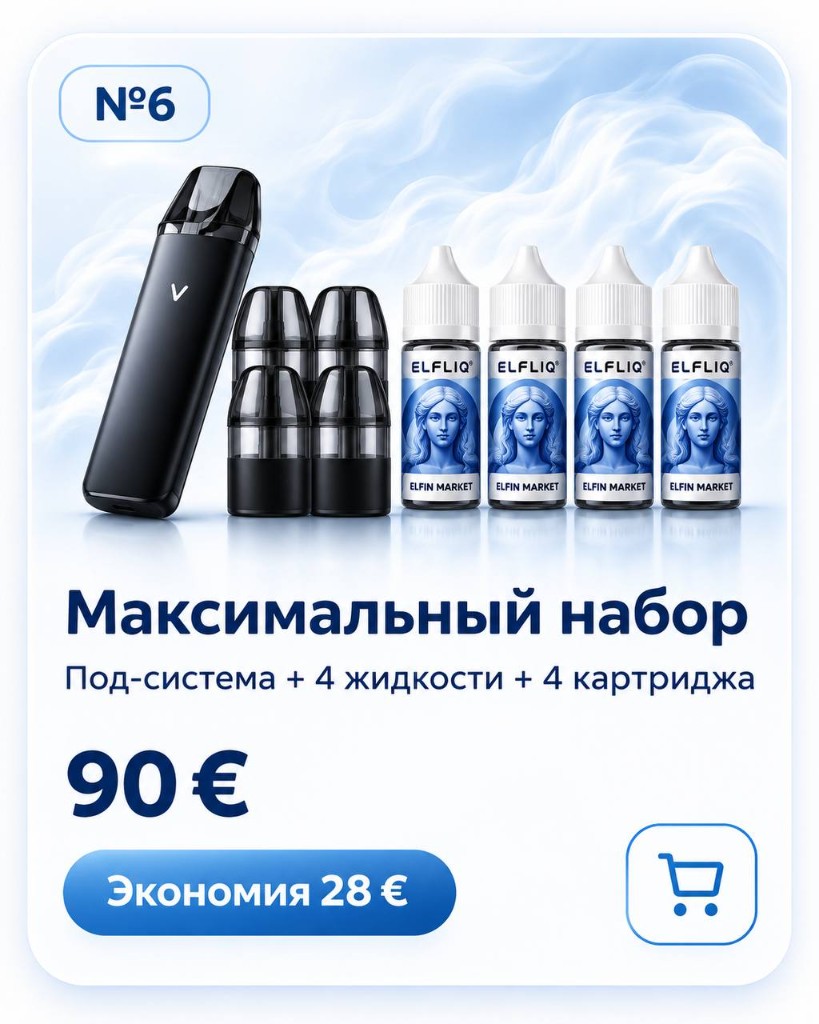 №6
V
ELFLIQ® ELFLIQ® ELFLIQ® ELFLIQ®
ELFIN MARKET ELFIN MARKET ELFIN MARKET ELFIN MARKET
Максимальный набор
Под-система + 4 жидкости + 4 картриджа
90 €
Экономия 28 €